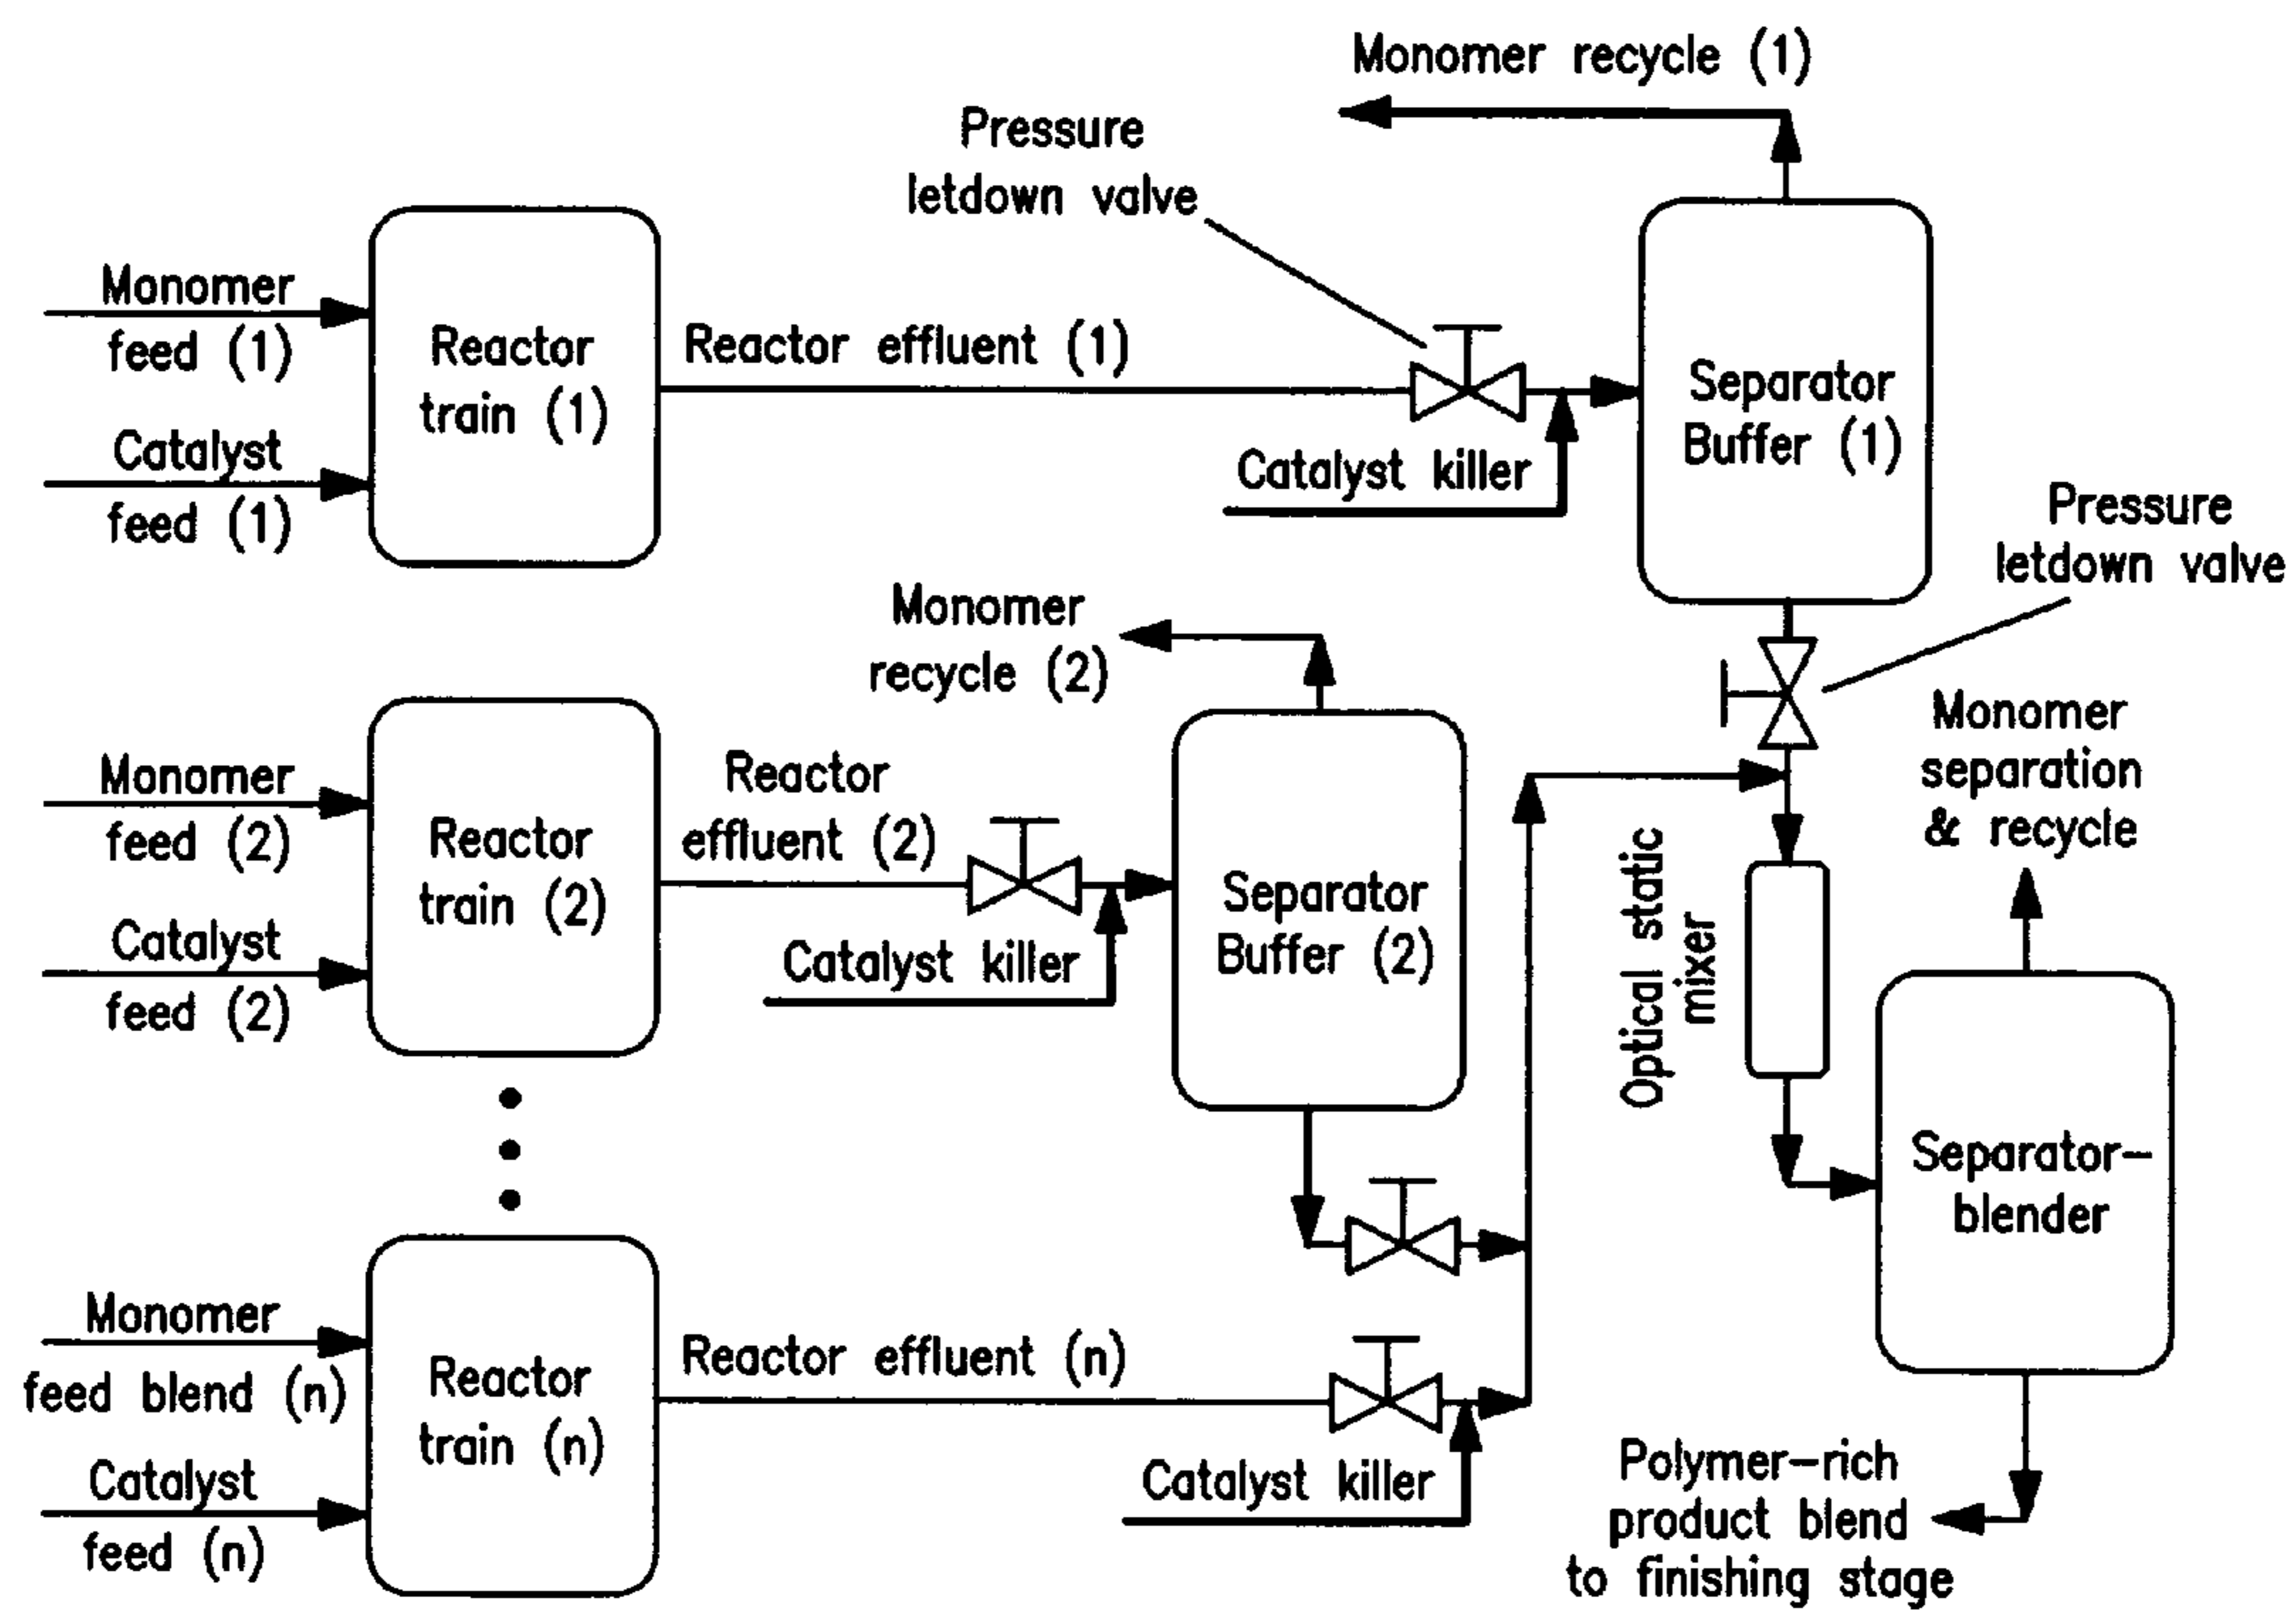 Monomer recycle (1)
Pressure
letdown valve
Monomer
feed (1)
Catalyst
feed (1)
Reactor
train (1)
Reactor effluent (1)
Catalyst killer
Separator
Buffer (1)
Pressure
letdown valve
Monomer
recycle (2)
Monomer
feed (2)
Catalyst
feed (2)
Reactor
train (2)
Reactor
effluent (2)
Catalyst killer
Separator
Buffer (2)
Optical static
mixer
Monomer
separation
& recycle
Separator-
blender
Monomer
feed blend (n)
Catalyst
feed (n)
Reactor
train (n)
Reactor effluent (n)
Catalyst killer
Polymer-rich
product blend
to finishing stage